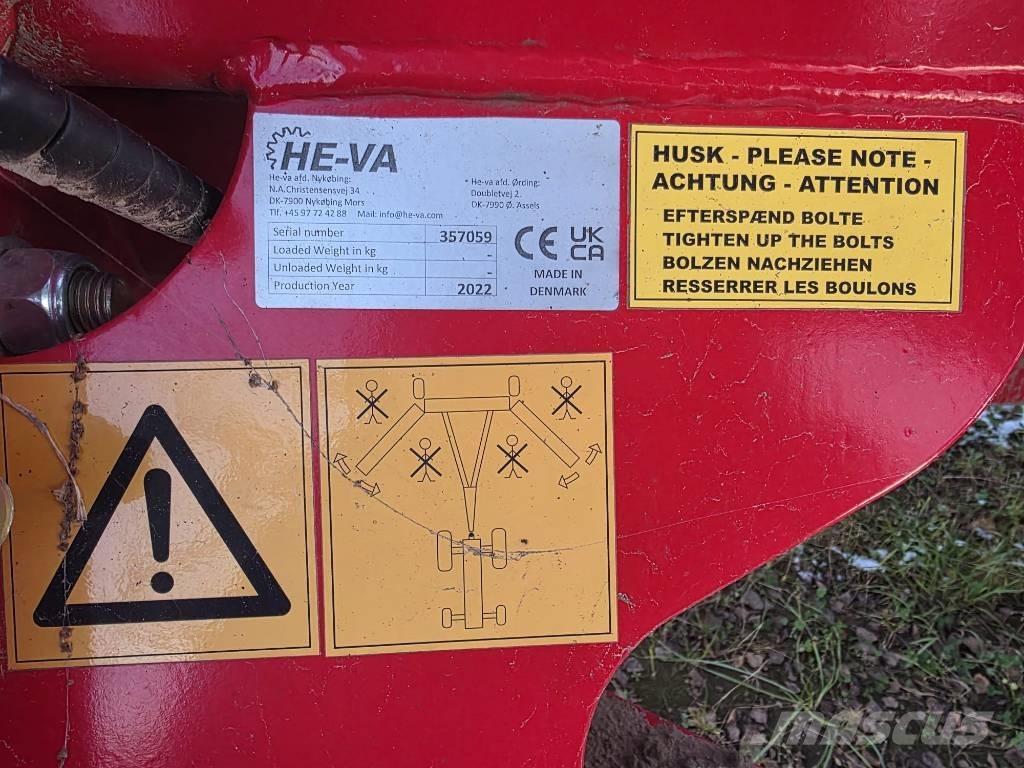 HE-VA
He-va afd. Nykøbing:
N.A.Christensensvej 34
DK-7900 Nykøbing Mors
Tlf. +45 97 72 42 88 Mail: info@he-va.com
He-va afd. Ørding:
Doubletvej 2
DK-7990 Ø. Assels
Serial number 357059
Loaded Weight in kg -
Unloaded Weight in kg -
Production Year 2022
CE UK CA
MADE IN
DENMARK
HUSK - PLEASE NOTE -
ACHTUNG - ATTENTION
EFTERSPÆND BOLTE
TIGHTEN UP THE BOLTS
BOLZEN NACHZIEHEN
RESSERRER LES BOULONS
MASCUS